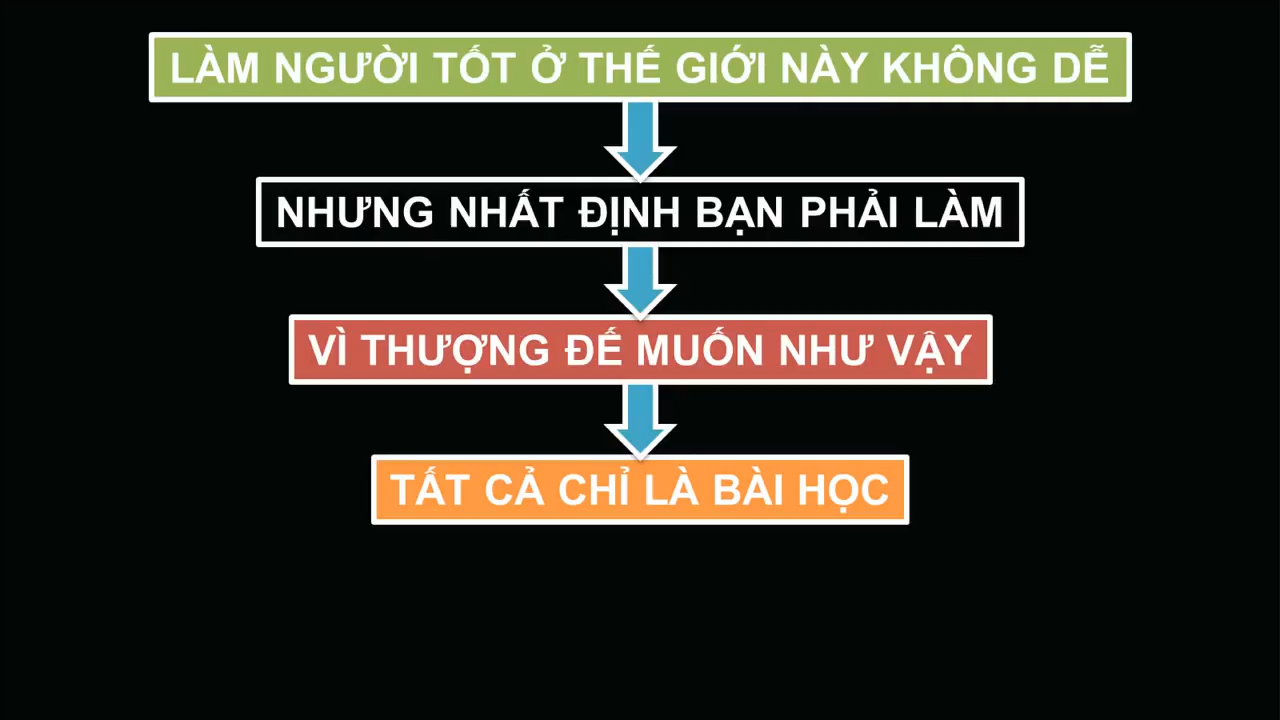 LÀM NGƯỜI TỐT Ở THẾ GIỚI NÀY KHÔNG DỄ
NHƯNG NHẤT ĐỊNH BẠN PHẢI LÀM
VÌ THƯỢNG ĐẾ MUỐN NHƯ VẬY
TẤT CẢ CHỈ LÀ BÀI HỌC